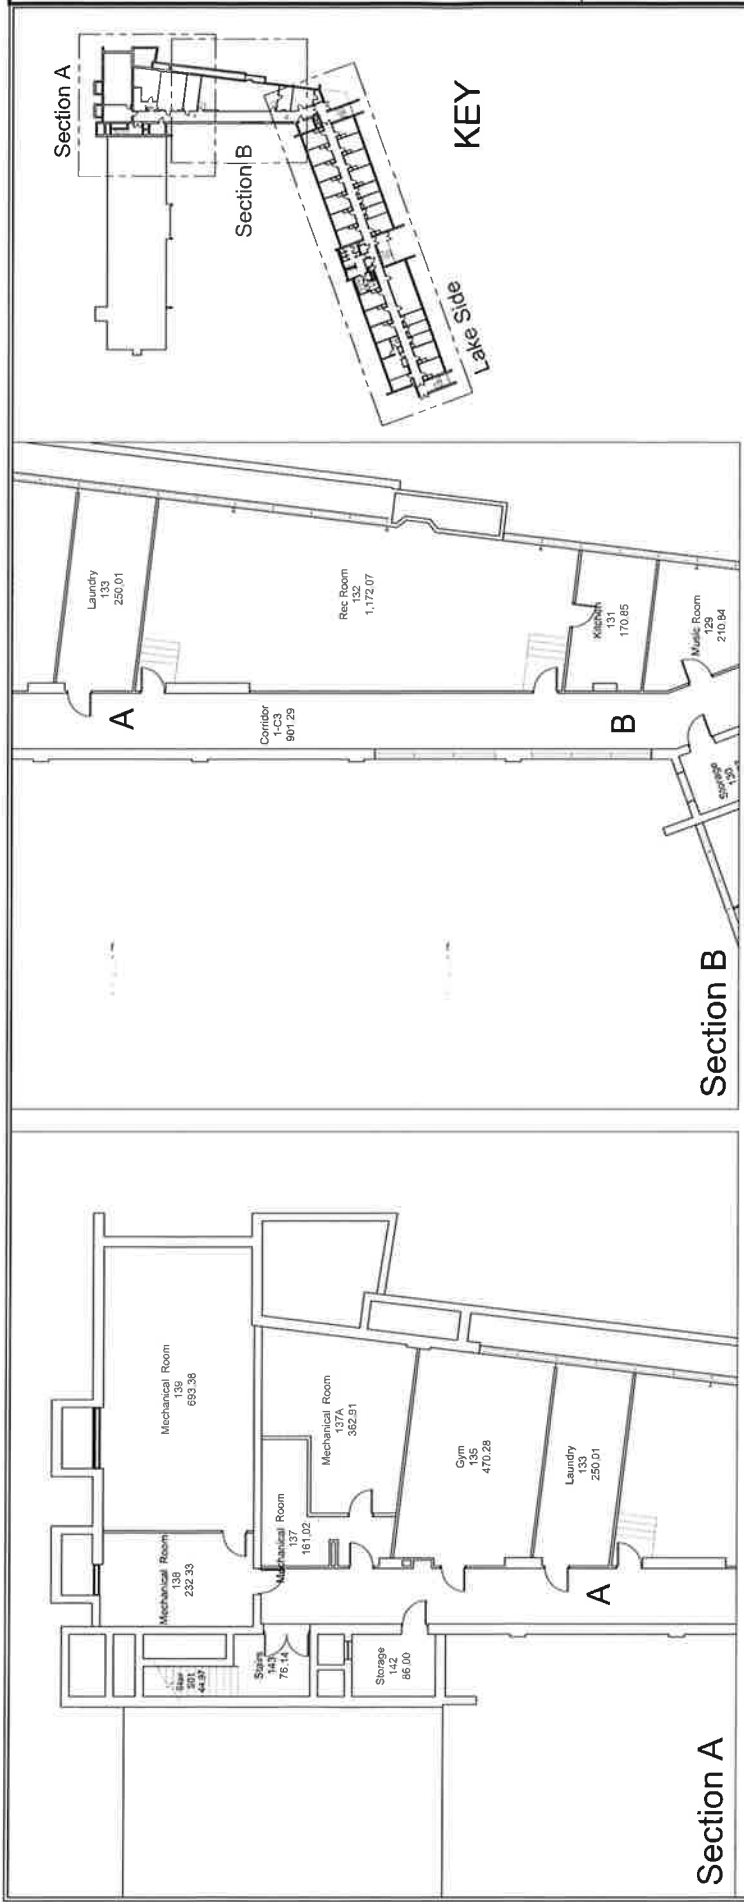 Section A
Mechanical Room
139
693.38
Mechanical Room
138
232.33
Mechanical Room
137A
362.91
Mechanical Room
137
161.02
Gym
135
470.28
Laundry
133
250.01
Stair
S01
44.97
Stairs
143
76.14
Storage
142
86.00
A
Section B
Laundry
133
250.01
Rec Room
132
1,172.07
Kitchen
131
170.85
Music Room
129
210.84
A
Corridor
1-C3
901.29
B
Storage
130
KEY
Section A
Section B
Lake Side